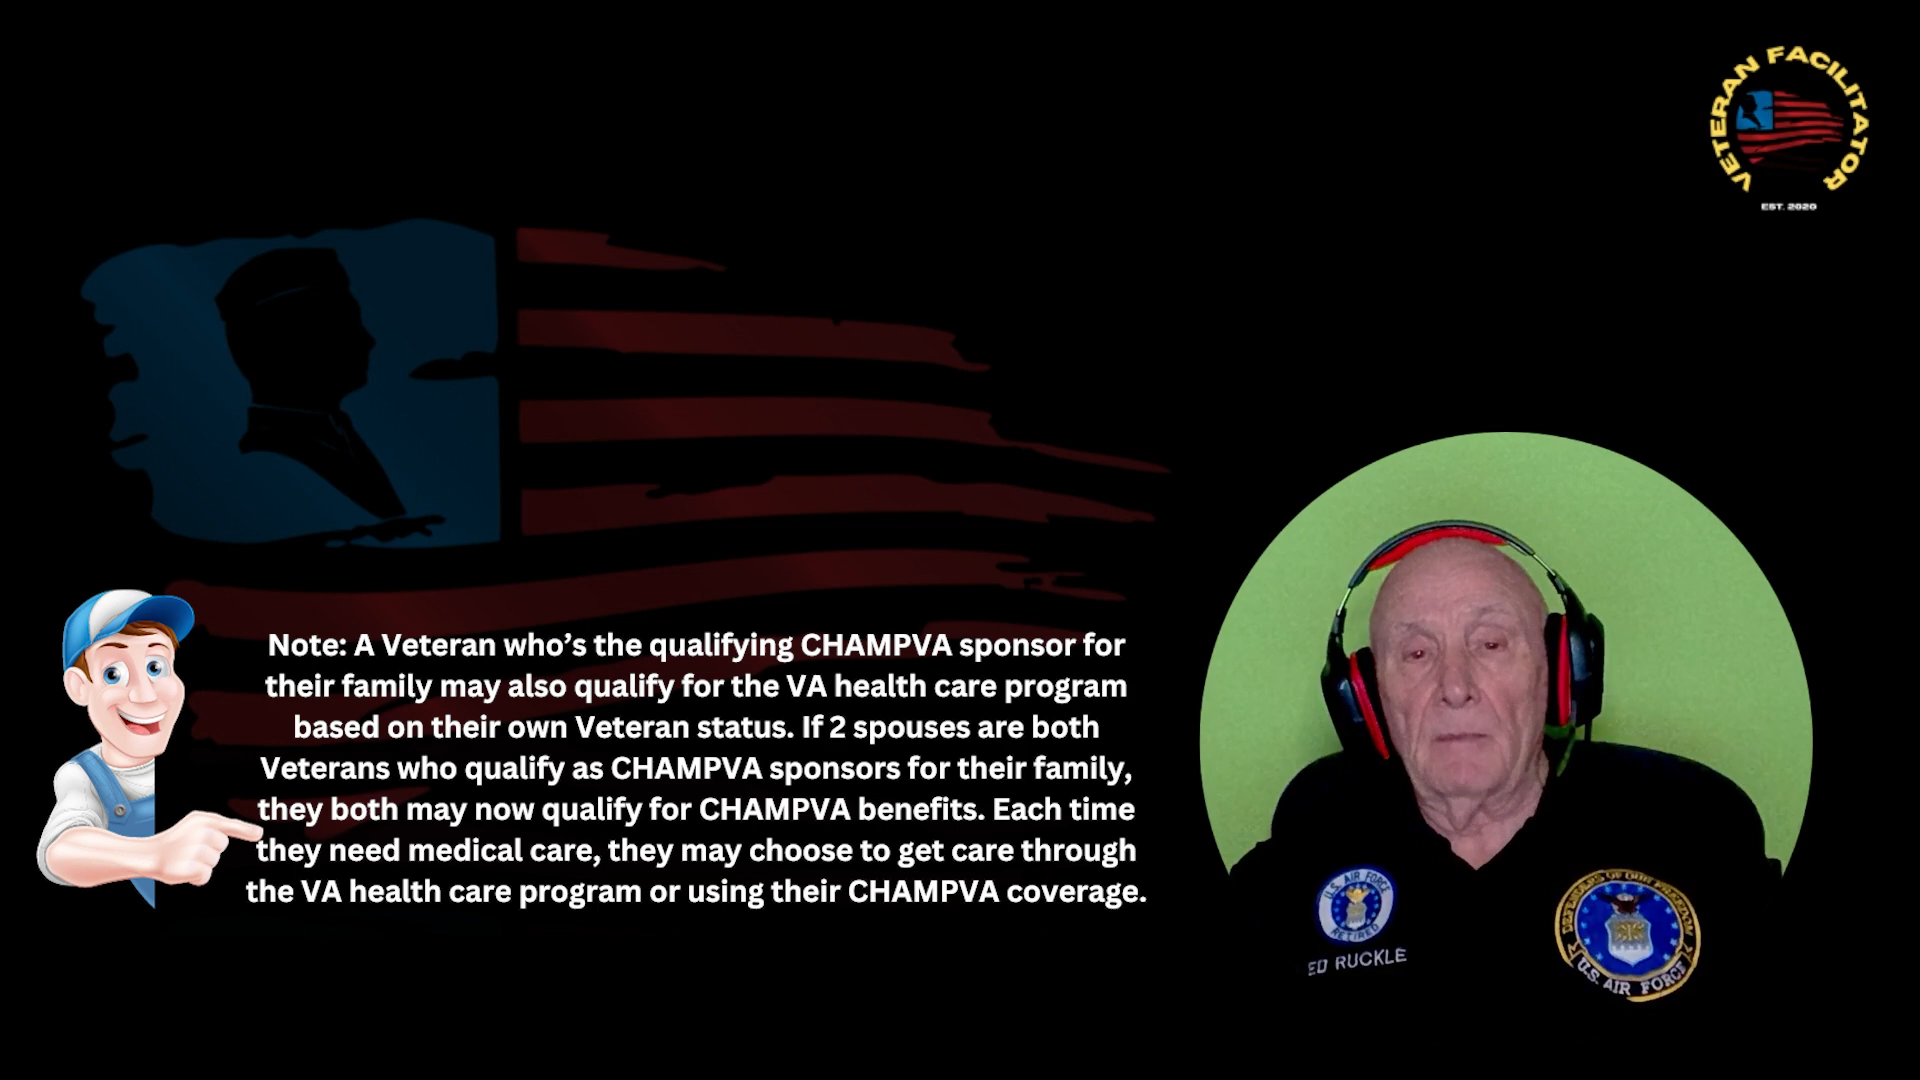 VETERAN FACILITATOR
EST. 2020
Note: A Veteran who’s the qualifying CHAMPVA sponsor for
their family may also qualify for the VA health care program
based on their own Veteran status. If 2 spouses are both
Veterans who qualify as CHAMPVA sponsors for their family,
they both may now qualify for CHAMPVA benefits. Each time
they need medical care, they may choose to get care through
the VA health care program or using their CHAMPVA coverage.
U.S. AIR FORCE
RETIRED
ED RUCKLE
DEFENDERS OF OUR FREEDOM
U.S. AIR FORCE